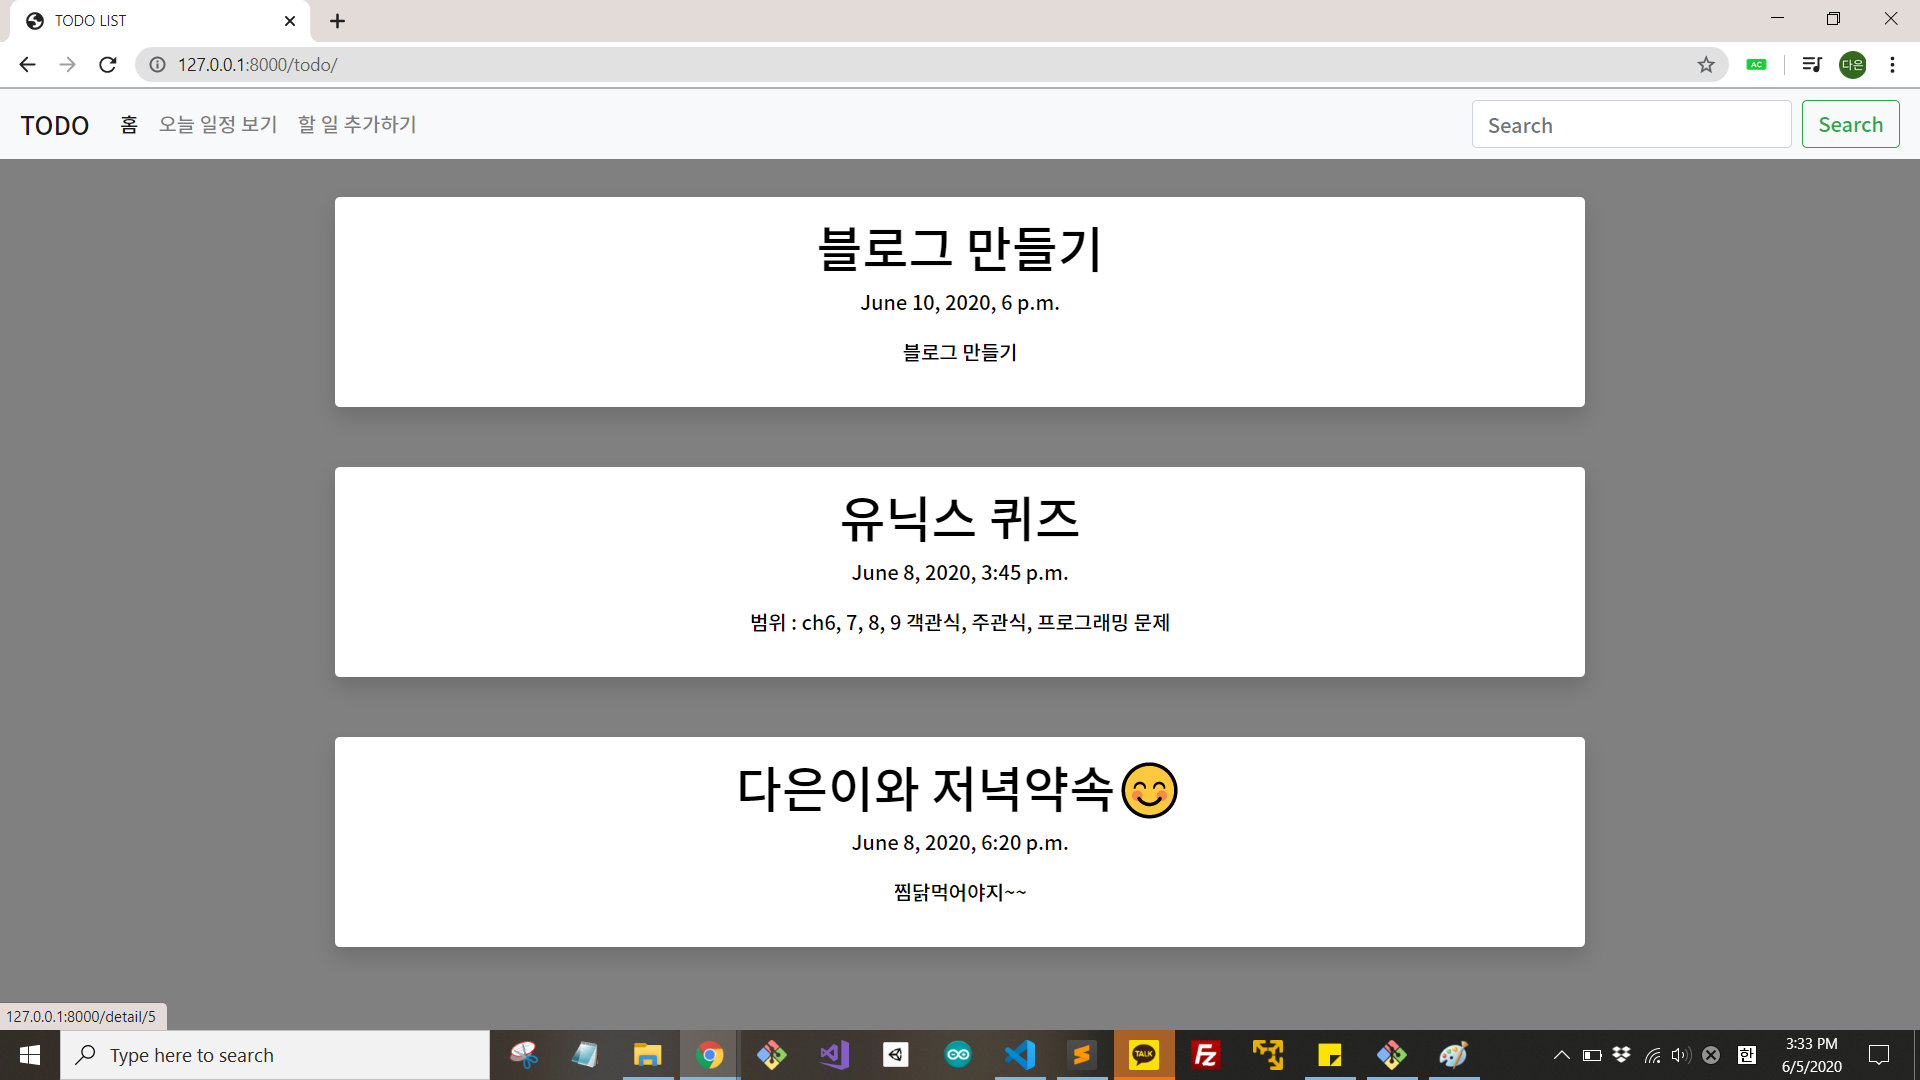 TODO LIST
127.0.0.1:8000/todo/
AC
다은
TODO 홈 오늘 일정 보기 할 일 추가하기 Search Search
블로그 만들기
June 10, 2020, 6 p.m.
블로그 만들기
유닉스 퀴즈
June 8, 2020, 3:45 p.m.
범위 : ch6, 7, 8, 9 객관식, 주관식, 프로그래밍 문제
다은이와 저녁약속😊
June 8, 2020, 6:20 p.m.
찜닭먹어야지~~
127.0.0.1:8000/detail/5
Type here to search
TALK
FZ
한
3:33 PM
6/5/2020